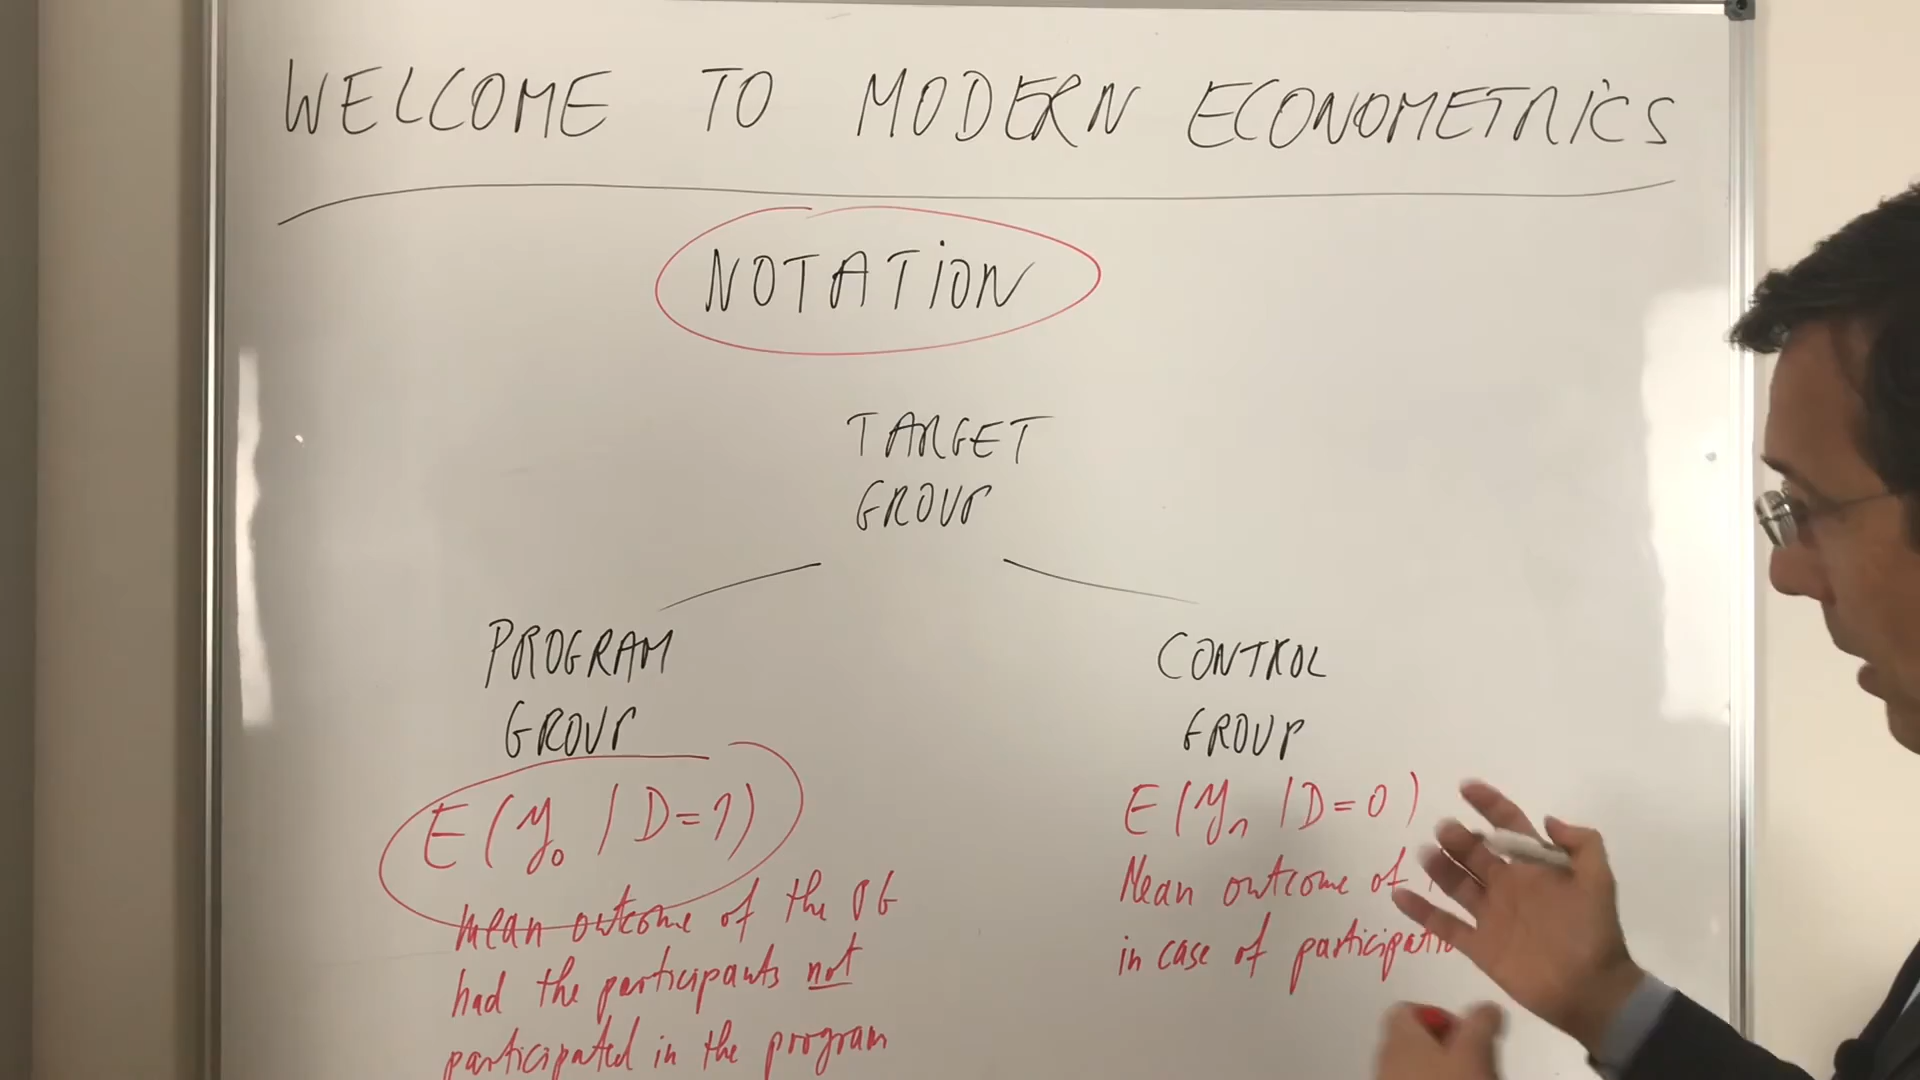 WELCOME TO MODERN ECONOMETRICS
NOTATION
TARGET
GROUP
PROGRAM
GROUP
E(y₀ | D=1)
mean outcome of the PG
had the participants not
participated in the program
CONTROL
GROUP
E(y₁ | D=0)
Mean outcome of
in case of